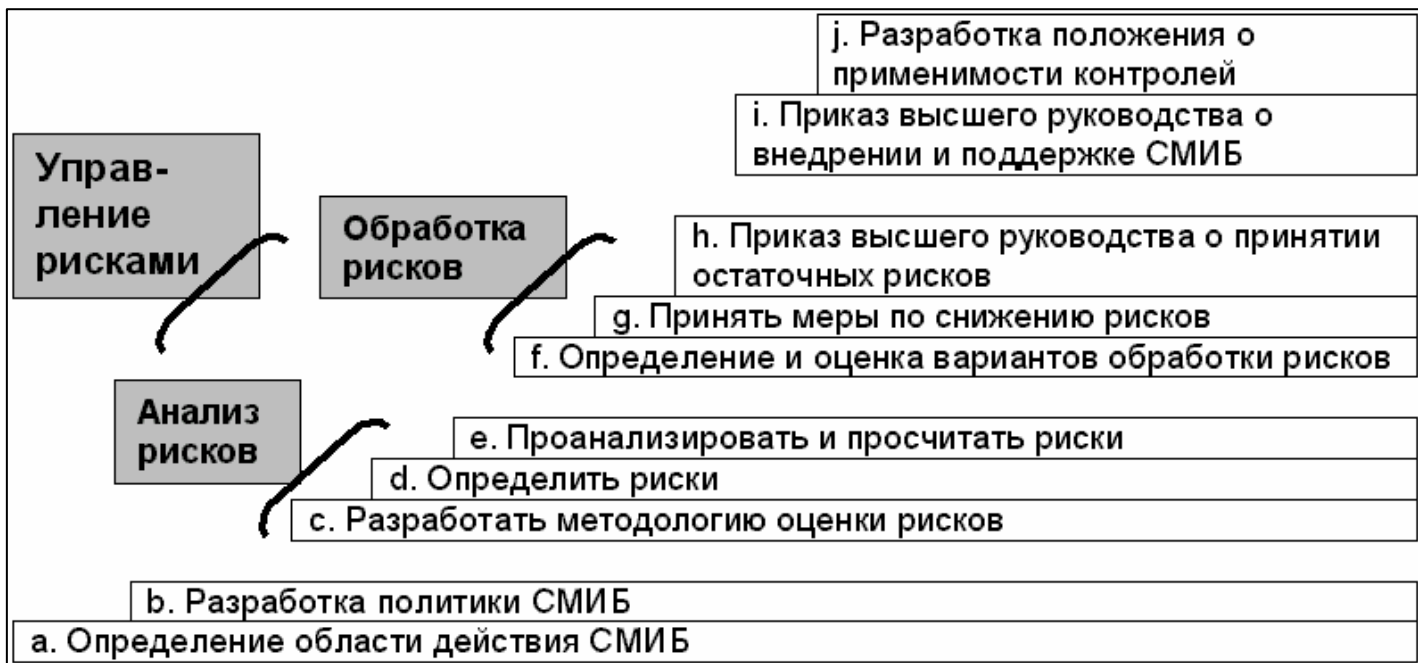 j. Разработка положения о
применимости контролей
i. Приказ высшего руководства о
внедрении и поддержке СМИБ
Управ-
ление
рисками
Обработка
рисков
h. Приказ высшего руководства о принятии
остаточных рисков
g. Принять меры по снижению рисков
f. Определение и оценка вариантов обработки рисков
Анализ
рисков
e. Проанализировать и просчитать риски
d. Определить риски
c. Разработать методологию оценки рисков
b. Разработка политики СМИБ
a. Определение области действия СМИБ